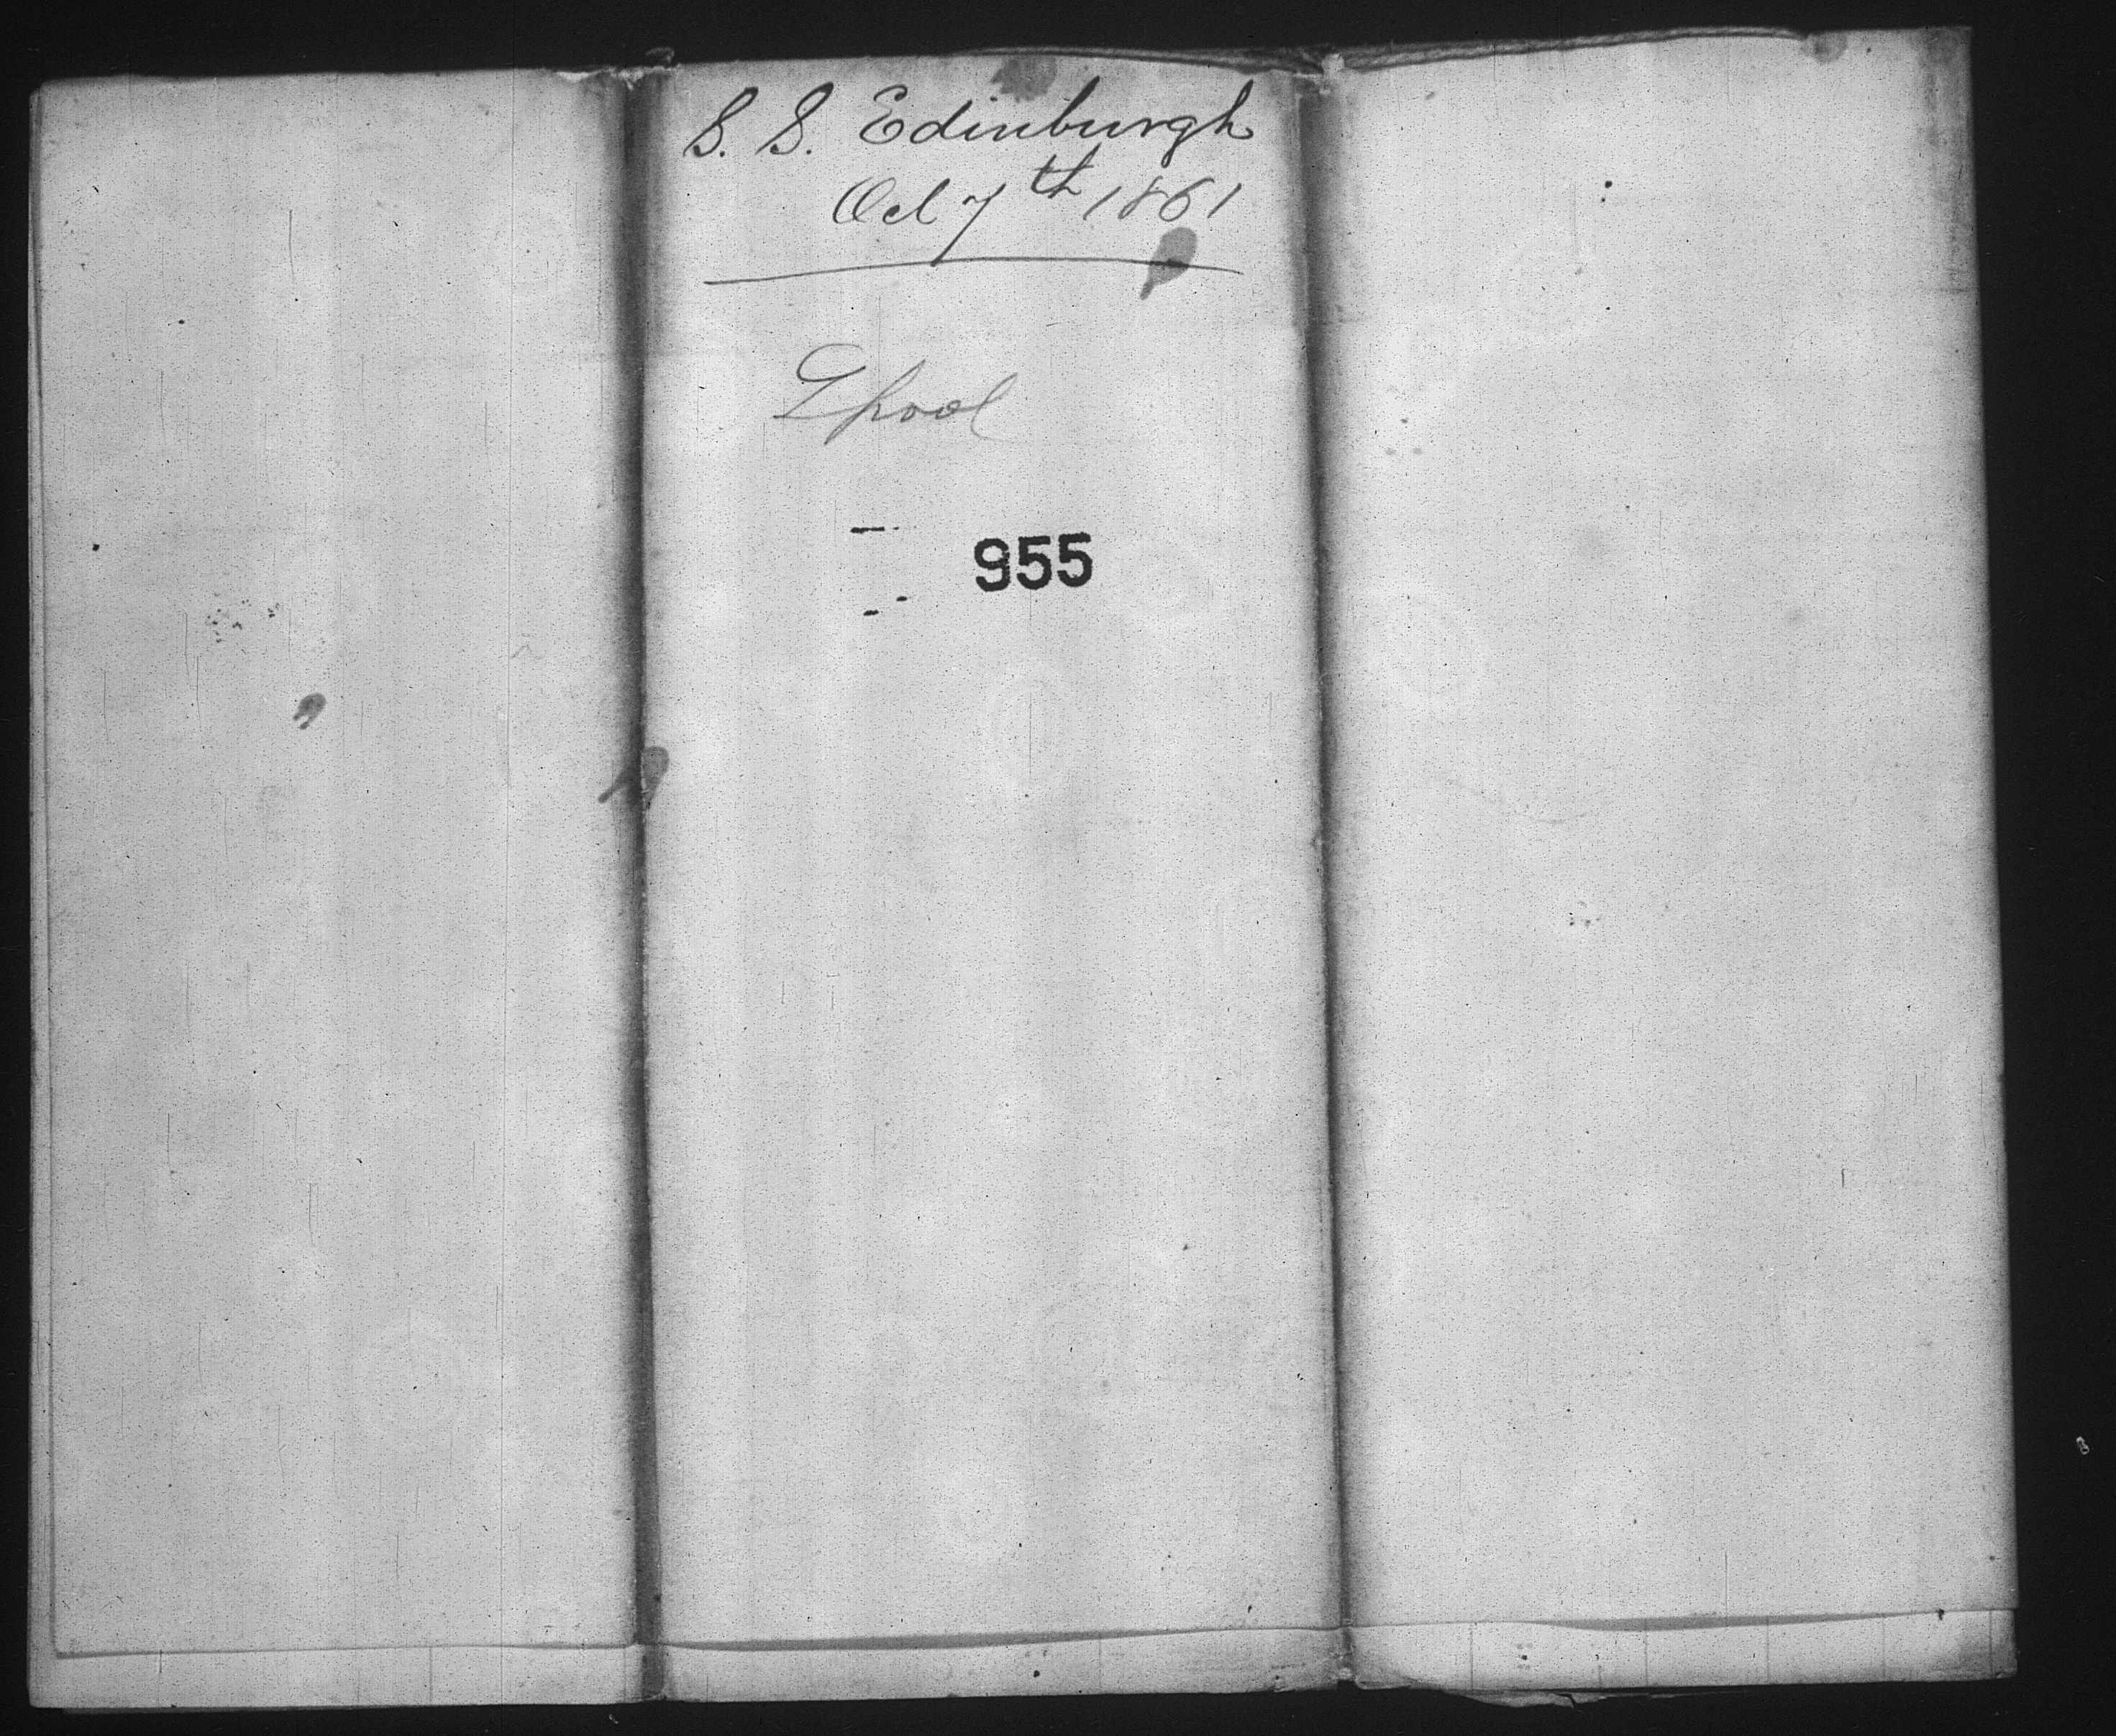 S. S. Edinburgh
Oct 7th 1861
Lpool
955